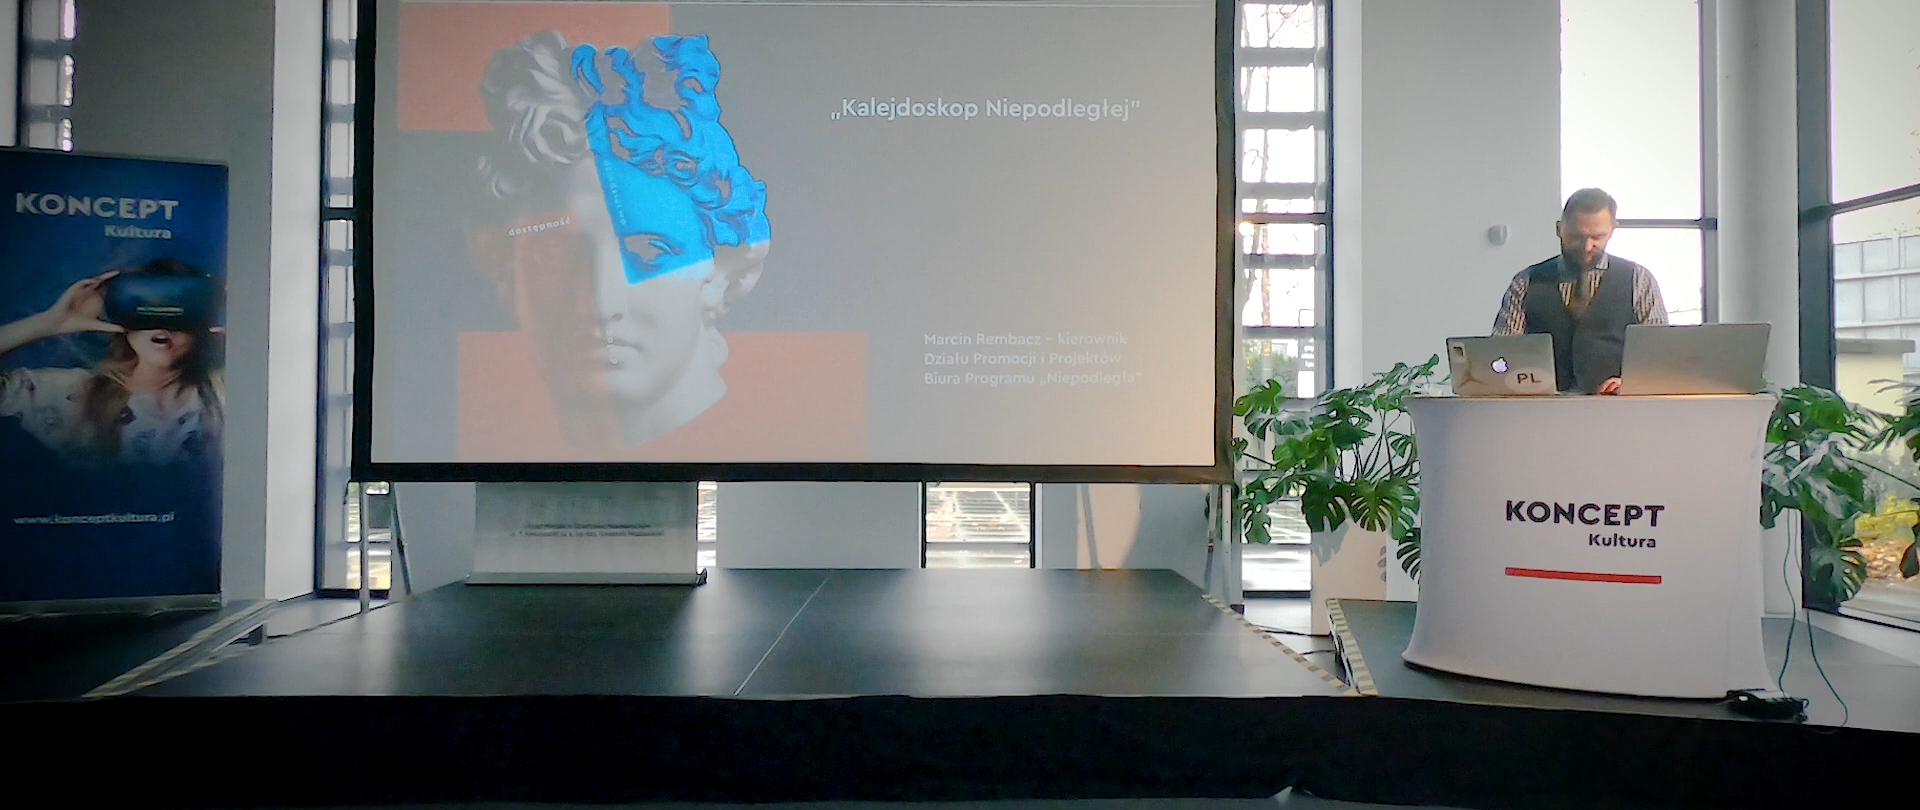 KONCEPT
Kultura
www.konceptkultura.pl
„Kalejdoskop Niepodległej”
dostępność
Marcin Rembacz – kierownik
Działu Promocji i Projektów
Biura Programu „Niepodległa”
PL
KONCEPT
Kultura